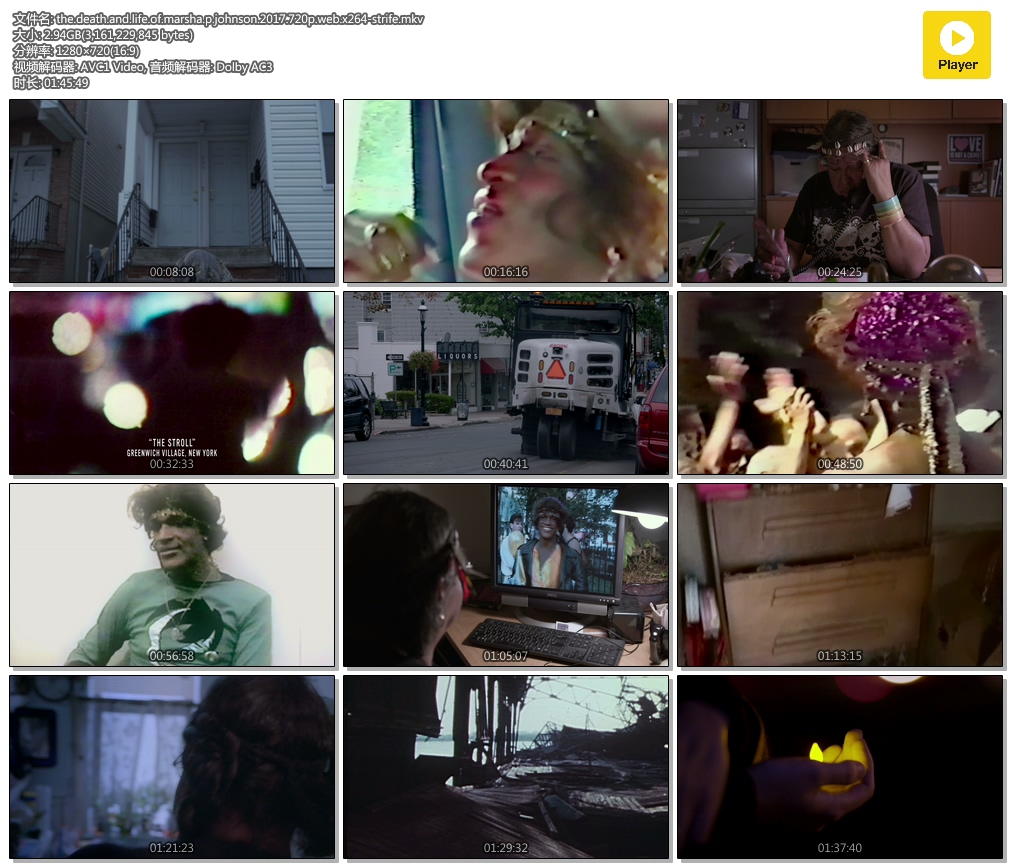 文件名: the.death.and.life.of.marsha.p.johnson.2017.720p.web.x264-strife.mkv
大小: 2.94GB(3,161,229,845 bytes)
分辨率: 1280×720(16:9)
视频解码器: AVC1 Video, 音频解码器: Dolby AC3
时长: 01:45:49
Player
00:08:08
00:16:16
LOVE
IS NOT A CRIME
00:24:25
"THE STROLL"
GREENWICH VILLAGE, NEW YORK
00:32:33
LIQUORS
00:40:41
00:48:50
00:56:58
01:05:07
01:13:15
01:21:23
01:29:32
01:37:40